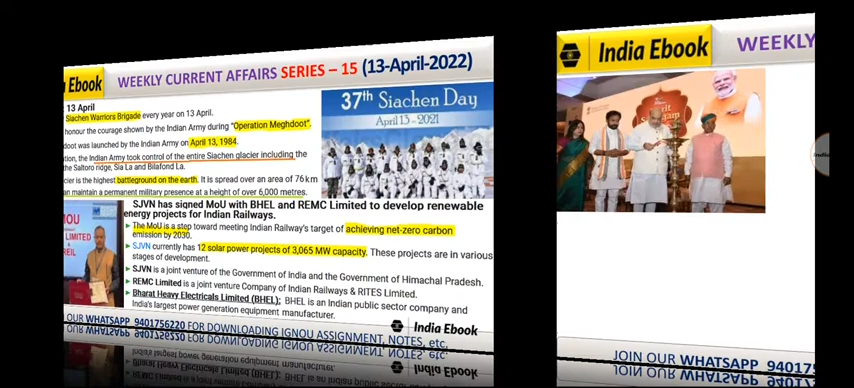 a Ebook
WEEKLY CURRENT AFFAIRS SERIES – 15 (13-April-2022)
13 April
Siachen Warriors Brigade every year on 13 April.
honour the courage shown by the Indian Army during "Operation Meghdoot".
doot was launched by the Indian Army on April 13, 1984.
tion, the Indian Army took control of the entire Siachen glacier including the
the Saltoro ridge, Sia La and Bilafond La.
cier is the highest battleground on the earth. It is spread over an area of 76 km
an maintain a permanent military presence at a height of over 6,000 metres.
37th Siachen Day
April 13 - 2021
SJVN has signed MoU with BHEL and REMC Limited to develop renewable
energy projects for Indian Railways.
The MoU is a step toward meeting Indian Railway's target of achieving net-zero carbon
emission by 2030.
SJVN currently has 12 solar power projects of 3,065 MW capacity. These projects are in various
stages of development.
SJVN is a joint venture of the Government of India and the Government of Himachal Pradesh.
REMC Limited is a joint venture Company of Indian Railways & RITES Limited.
Bharat Heavy Electricals Limited (BHEL); BHEL is an Indian public sector company and
India's largest power generation equipment manufacturer.
MOU
LIMITED
REIL
India Ebook
OUR WHATSAPP 9401756220 FOR DOWNLOADING IGNOU ASSIGNMENT, NOTES, etc.
India Ebook
WEEKLY
JOIN OUR WHATSAPP 94017